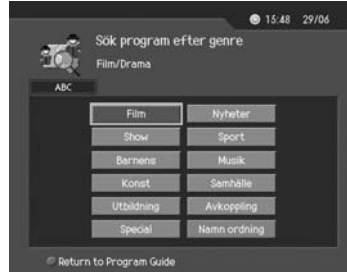 15:48 29/06
Sök program efter genre
Film/Drama
ABC
Film Nyheter
Show Sport
Barnens Musik
Konst Samhälle
Utbildning Avkoppling
Special Namn ordning
Return to Program Guide